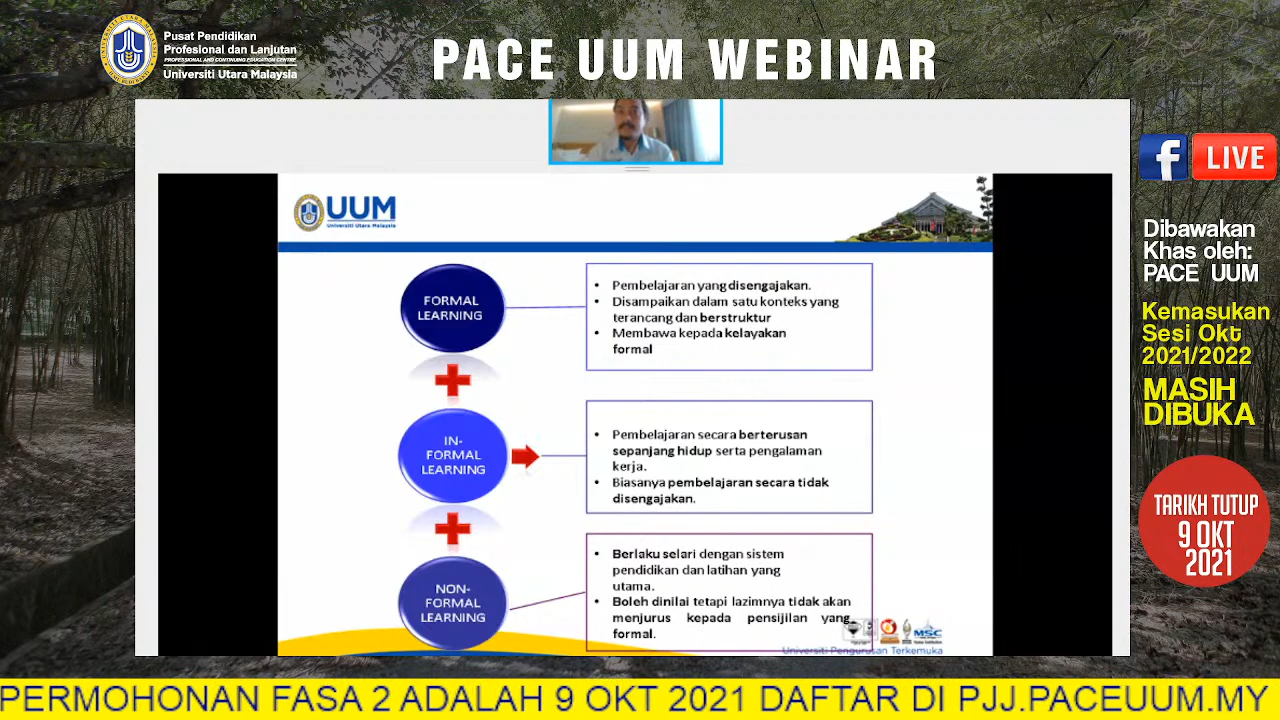 Pusat Pendidikan
Profesional dan Lanjutan
PROFESSIONAL AND CONTINUING EDUCATION CENTRE
Universiti Utara Malaysia
PACE UUM WEBINAR
f LIVE
Dibawakan
Khas oleh:
PACE UUM
Kemasukan
Sesi Okt
2021/2022
MASIH
DIBUKA
TARIKH TUTUP
9 OKT
2021
UUM
Universiti Utara Malaysia
FORMAL
LEARNING
• Pembelajaran yang disengajakan.
• Disampaikan dalam satu konteks yang
terancang dan berstruktur
• Membawa kepada kelayakan
formal
IN-
FORMAL
LEARNING
• Pembelajaran secara berterusan
sepanjang hidup serta pengalaman
kerja.
• Biasanya pembelajaran secara tidak
disengajakan.
NON-
FORMAL
LEARNING
• Berlaku selari dengan sistem
pendidikan dan latihan yang
utama.
• Boleh dinilai tetapi lazimnya tidak akan
menjurus kepada pensijilan yang
formal.
MSC
Universiti Pengurusan Terkemuka
PERMOHONAN FASA 2 ADALAH 9 OKT 2021 DAFTAR DI PJJ.PACEUUM.MY